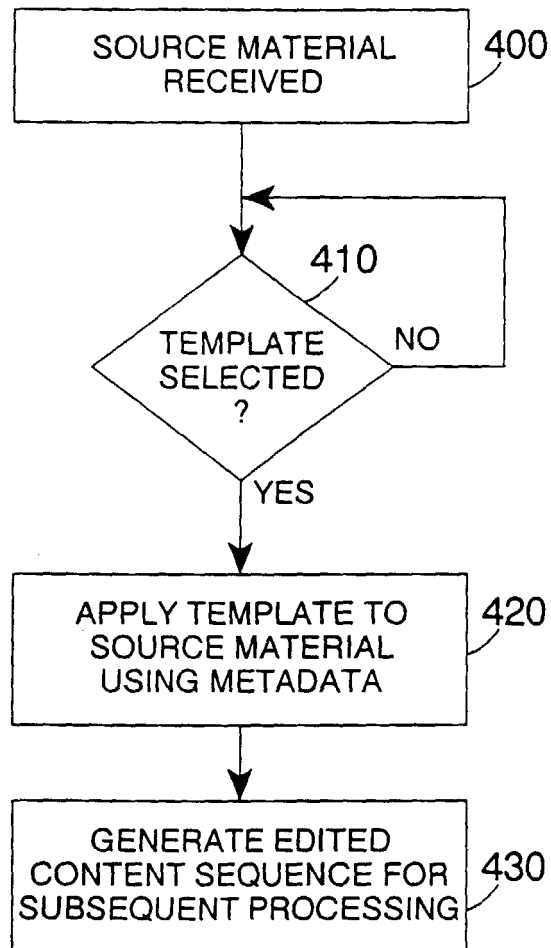 SOURCE MATERIAL
RECEIVED
400
410
TEMPLATE
SELECTED
?
NO
YES
APPLY TEMPLATE TO
SOURCE MATERIAL
USING METADATA
420
GENERATE EDITED
CONTENT SEQUENCE FOR
SUBSEQUENT PROCESSING
430